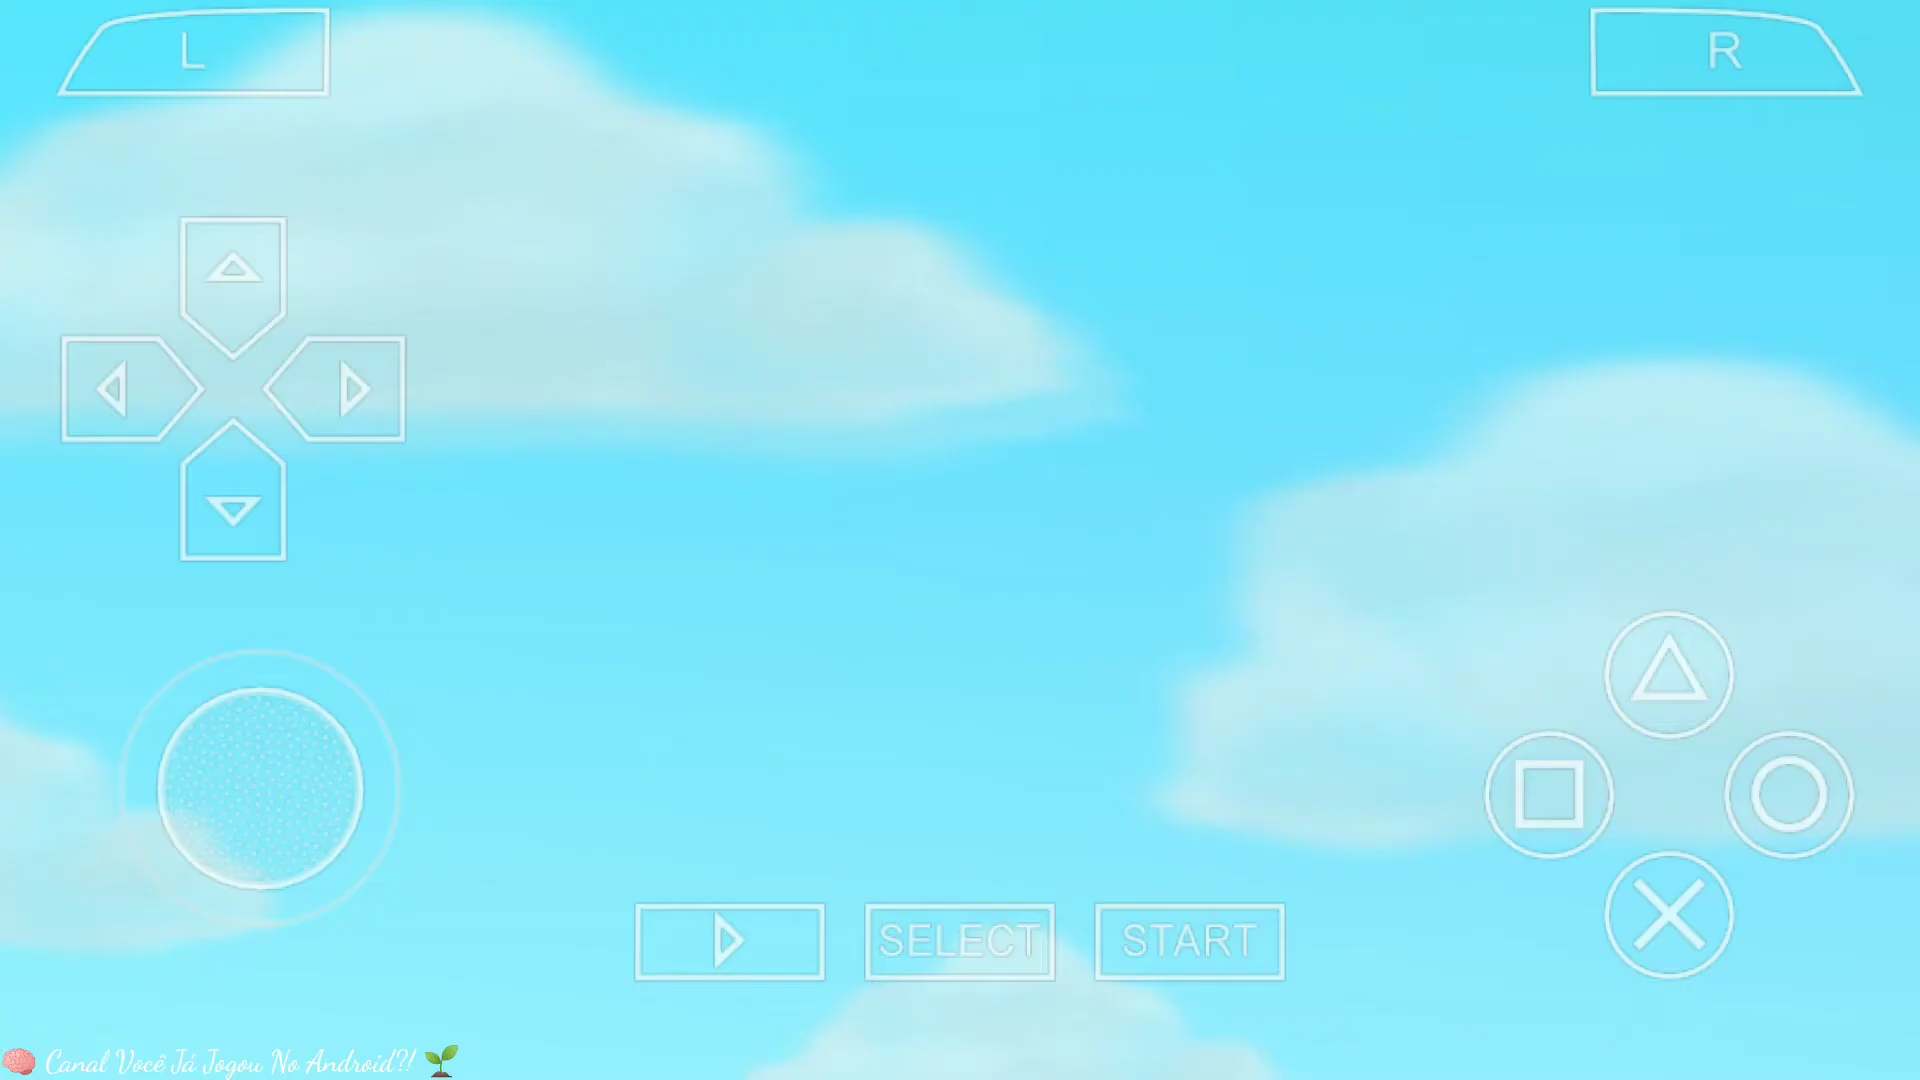 L
R
SELECT
START
🧠 Canal Você Já Jogou No Android?! 🌱